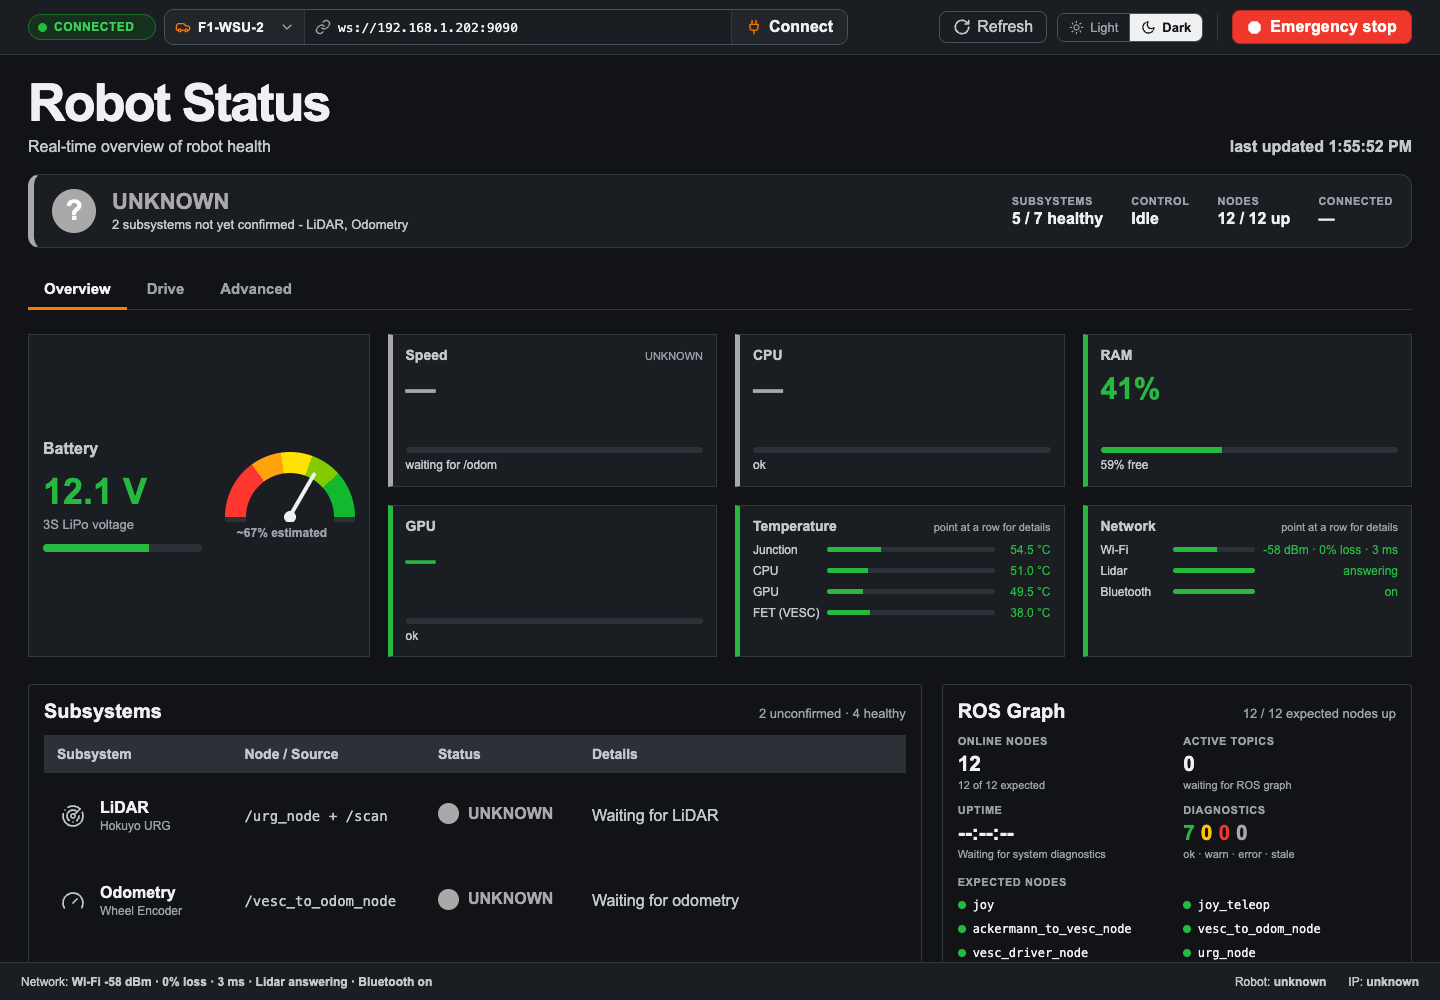 CONNECTED
F1-WSU-2
ws://192.168.1.202:9090
Connect
Refresh
Light
Dark
Emergency stop
Robot Status
Real-time overview of robot health
last updated 1:55:52 PM
?
UNKNOWN
2 subsystems not yet confirmed - LiDAR, Odometry
SUBSYSTEMS
5 / 7 healthy
CONTROL
Idle
NODES
12 / 12 up
CONNECTED
—
Overview
Drive
Advanced
Battery
12.1 V
3S LiPo voltage
~67% estimated
Speed
UNKNOWN
—
waiting for /odom
CPU
—
ok
RAM
41%
59% free
GPU
—
ok
Temperature
point at a row for details
Junction
54.5 °C
CPU
51.0 °C
GPU
49.5 °C
FET (VESC)
38.0 °C
Network
point at a row for details
Wi-Fi
-58 dBm · 0% loss · 3 ms
Lidar
answering
Bluetooth
on
Subsystems
2 unconfirmed · 4 healthy
Subsystem
Node / Source
Status
Details
LiDAR
Hokuyo URG
/urg_node + /scan
UNKNOWN
Waiting for LiDAR
Odometry
Wheel Encoder
/vesc_to_odom_node
UNKNOWN
Waiting for odometry
ROS Graph
12 / 12 expected nodes up
ONLINE NODES
12
12 of 12 expected
ACTIVE TOPICS
0
waiting for ROS graph
UPTIME
--:--:--
Waiting for system diagnostics
DIAGNOSTICS
7 0 0 0
ok · warn · error · stale
EXPECTED NODES
joy
joy_teleop
ackermann_to_vesc_node
vesc_to_odom_node
vesc_driver_node
urg_node
Network: Wi-Fi -58 dBm · 0% loss · 3 ms · Lidar answering · Bluetooth on
Robot: unknown
IP: unknown